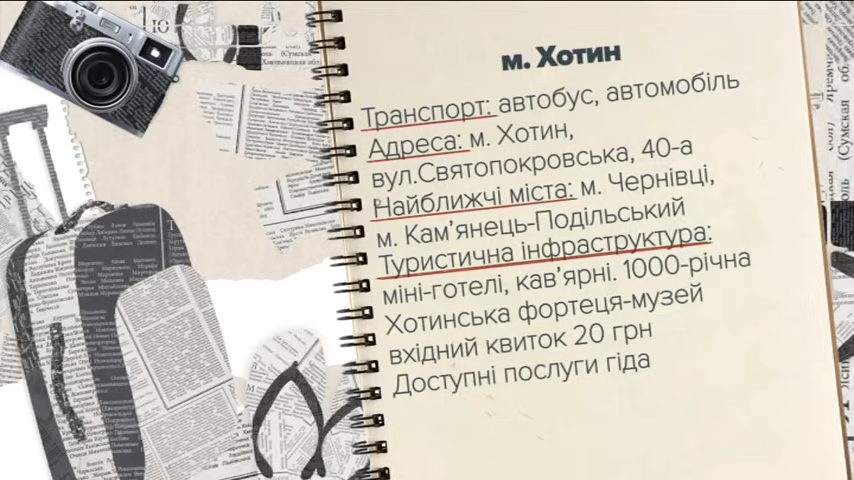 м. Хотин
Транспорт: автобус, автомобіль
Адреса: м. Хотин,
вул.Святопокровська, 40-а
Найближчі міста: м. Чернівці,
м. Кам’янець-Подільський
Туристична інфраструктура:
міні-готелі, кав’ярні. 1000-річна
Хотинська фортеця-музей
вхідний квиток 20 грн
Доступні послуги гіда